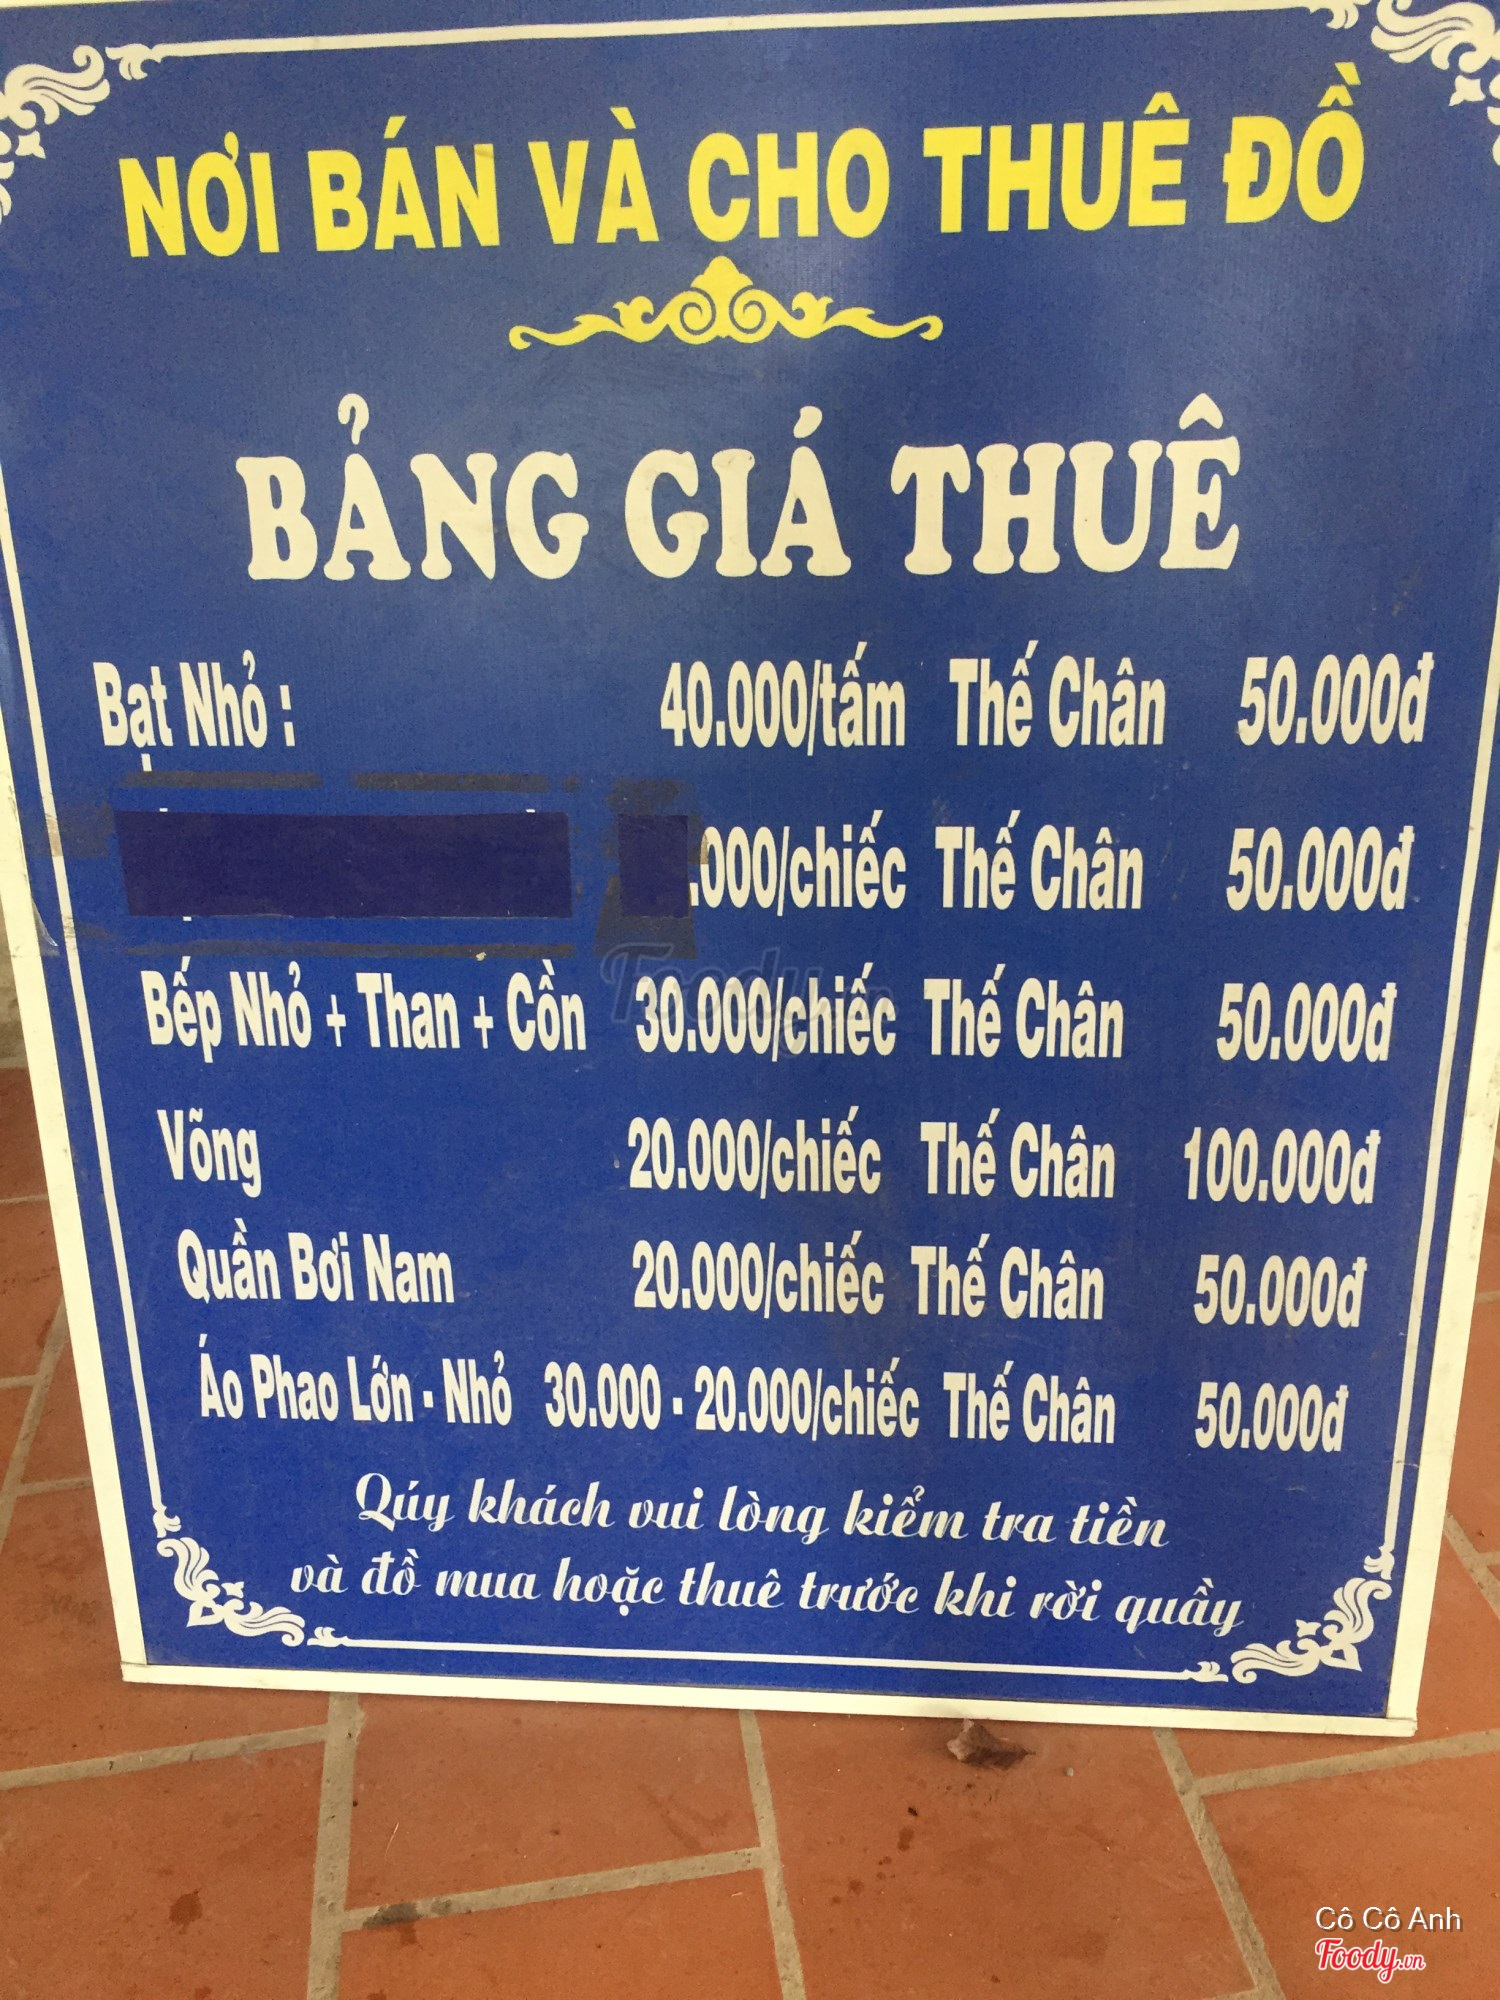 NƠI BÁN VÀ CHO THUÊ ĐỒ
BẢNG GIÁ THUÊ
Bạt Nhỏ : 40.000/tấm Thế Chân 50.000đ
.000/chiếc Thế Chân 50.000đ
Bếp Nhỏ + Than + Cồn 30.000/chiếc Thế Chân 50.000đ
Võng 20.000/chiếc Thế Chân 100.000đ
Quần Bơi Nam 20.000/chiếc Thế Chân 50.000đ
Áo Phao Lớn - Nhỏ 30.000 - 20.000/chiếc Thế Chân 50.000đ
Qúy khách vui lòng kiểm tra tiền
và đồ mua hoặc thuê trước khi rời quầy
Foody.vn
Cô Cô Anh
Foody.vn